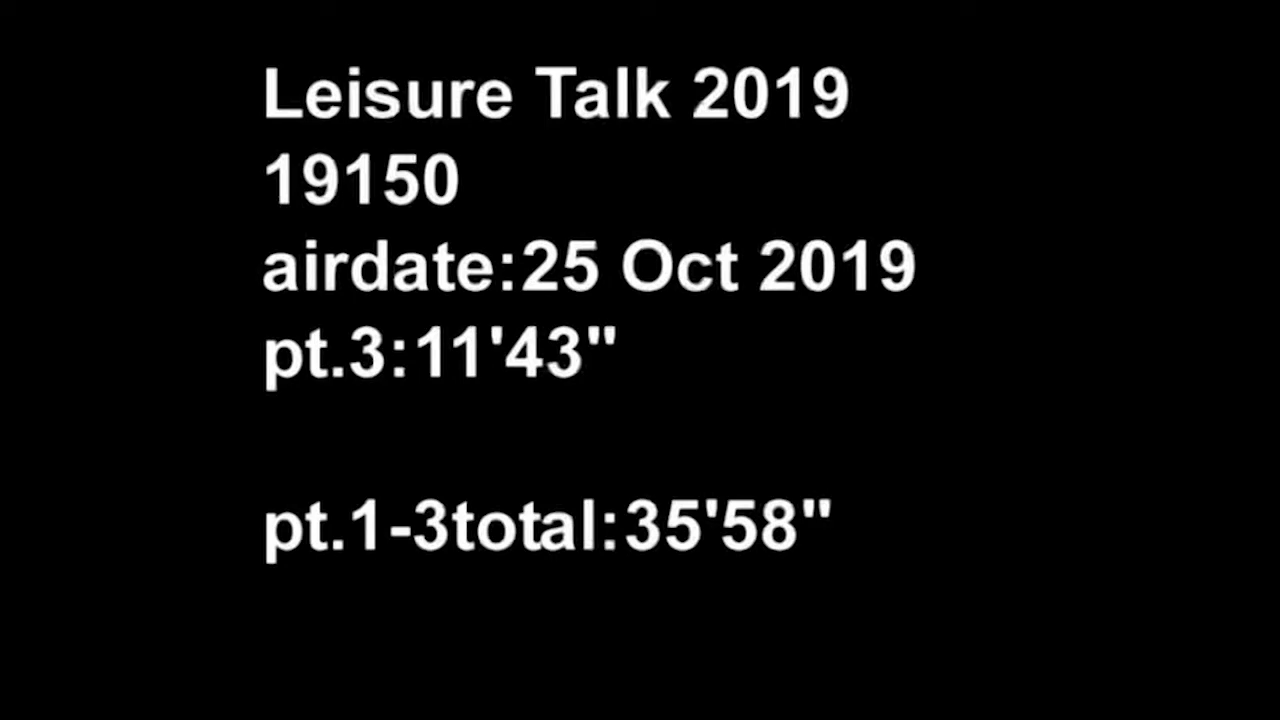 Leisure Talk 2019
19150
airdate:25 Oct 2019
pt.3:11'43"
pt.1-3total:35'58"